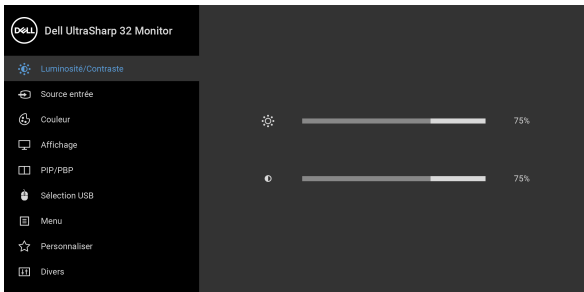 DELL Dell UltraSharp 32 Monitor
Luminosité/Contraste
Source entrée
Couleur
75%
Affichage
PIP/PBP
75%
Sélection USB
Menu
Personnaliser
Divers